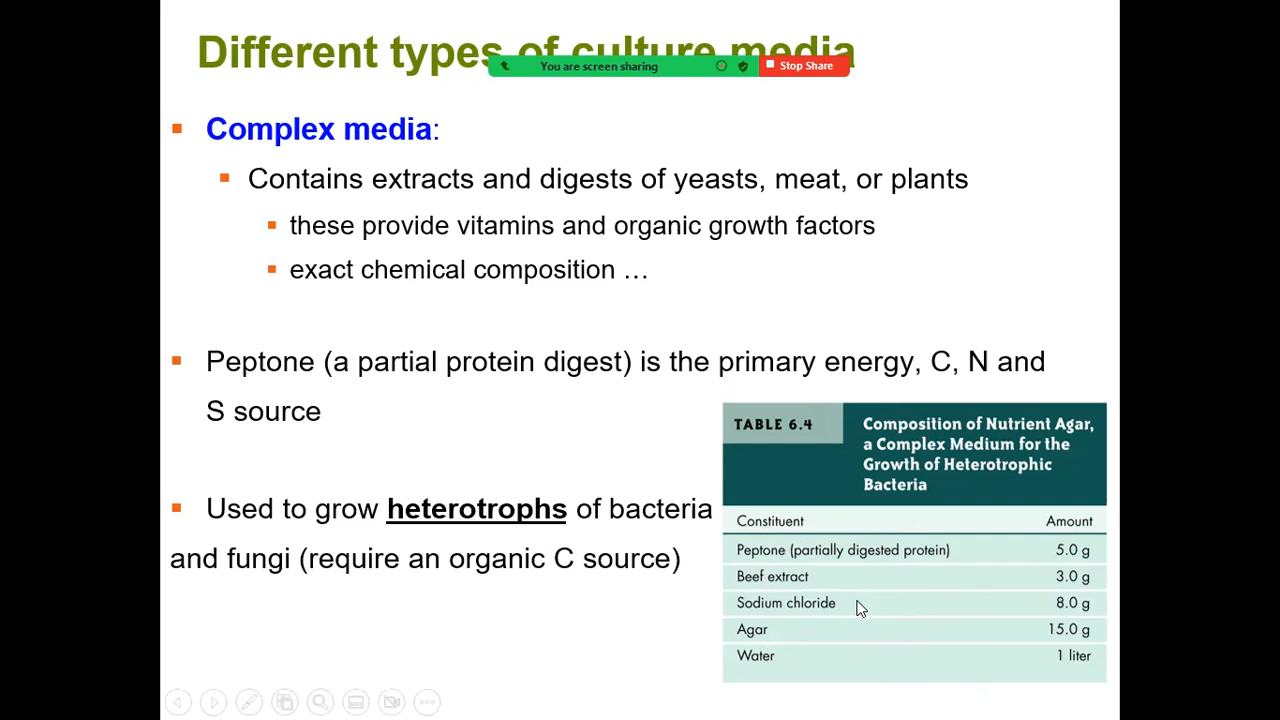 Different types of culture media
You are screen sharing
Stop Share
Complex media:
Contains extracts and digests of yeasts, meat, or plants
these provide vitamins and organic growth factors
exact chemical composition …
Peptone (a partial protein digest) is the primary energy, C, N and
S source
Used to grow heterotrophs of bacteria
and fungi (require an organic C source)
TABLE 6.4
Composition of Nutrient Agar,
a Complex Medium for the
Growth of Heterotrophic
Bacteria
Constituent Amount
Peptone (partially digested protein) 5.0 g
Beef extract 3.0 g
Sodium chloride 8.0 g
Agar 15.0 g
Water 1 liter